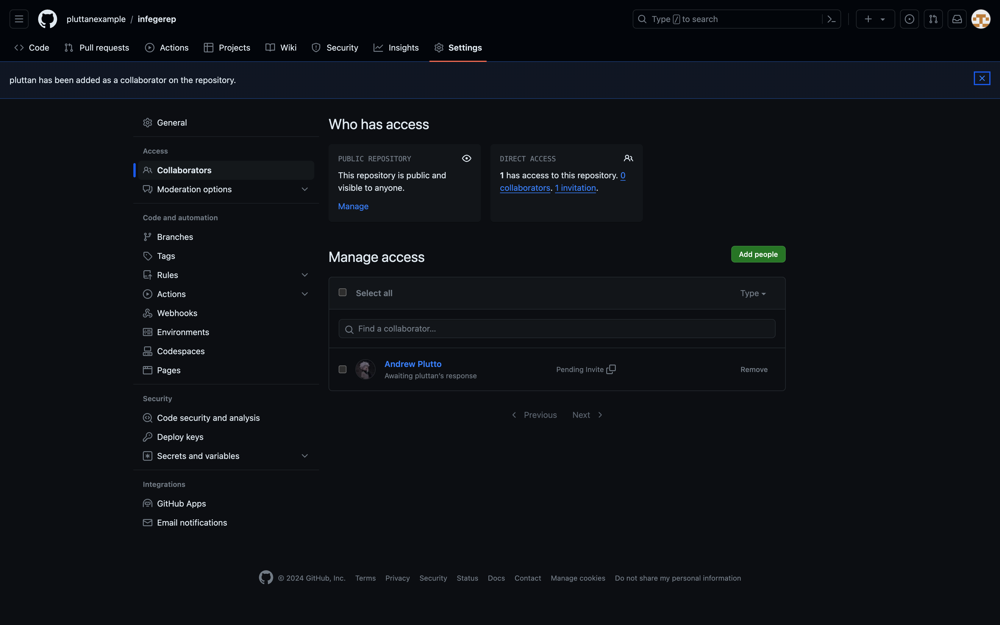 pluttanexample / infegerep
Type / to search
Code
Pull requests
Actions
Projects
Wiki
Security
Insights
Settings
pluttan has been added as a collaborator on the repository.
General
Access
Collaborators
Moderation options
Code and automation
Branches
Tags
Rules
Actions
Webhooks
Environments
Codespaces
Pages
Security
Code security and analysis
Deploy keys
Secrets and variables
Integrations
GitHub Apps
Email notifications
Who has access
PUBLIC REPOSITORY
This repository is public and
visible to anyone.
Manage
DIRECT ACCESS
1 has access to this repository. 0
collaborators. 1 invitation.
Manage access
Add people
Select all
Type
Find a collaborator...
Andrew Plutto
Awaiting pluttan’s response
Pending Invite
Remove
Previous
Next
© 2024 GitHub, Inc.
Terms
Privacy
Security
Status
Docs
Contact
Manage cookies
Do not share my personal information